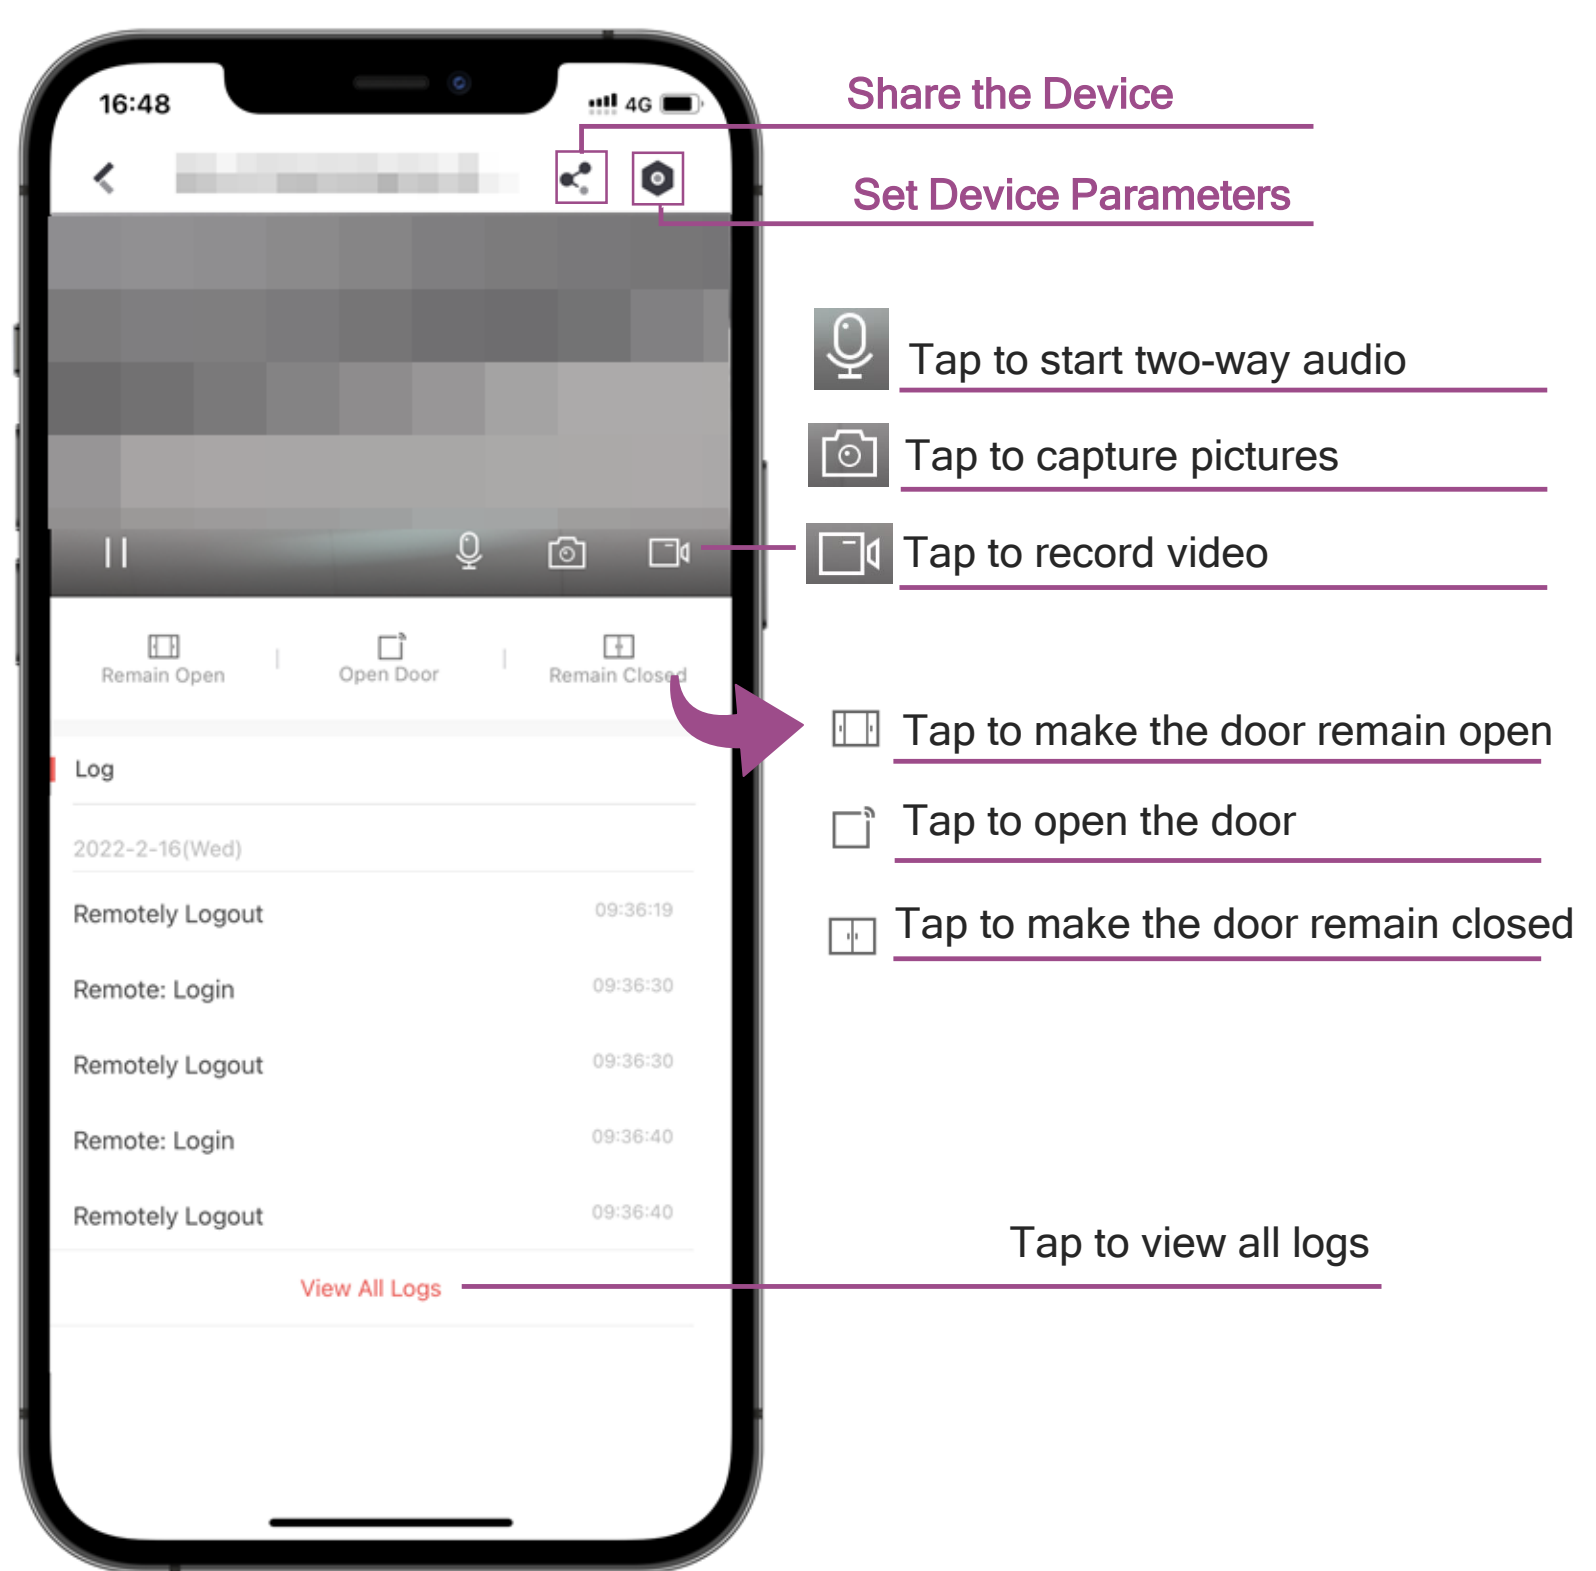 16:48
4G
Share the Device
Set Device Parameters
Tap to start two-way audio
Tap to capture pictures
Tap to record video
Remain Open
Open Door
Remain Closed
Tap to make the door remain open
Tap to open the door
Tap to make the door remain closed
Log
2022-2-16(Wed)
Remotely Logout 09:36:19
Remote: Login 09:36:30
Remotely Logout 09:36:30
Remote: Login 09:36:40
Remotely Logout 09:36:40
Tap to view all logs
View All Logs